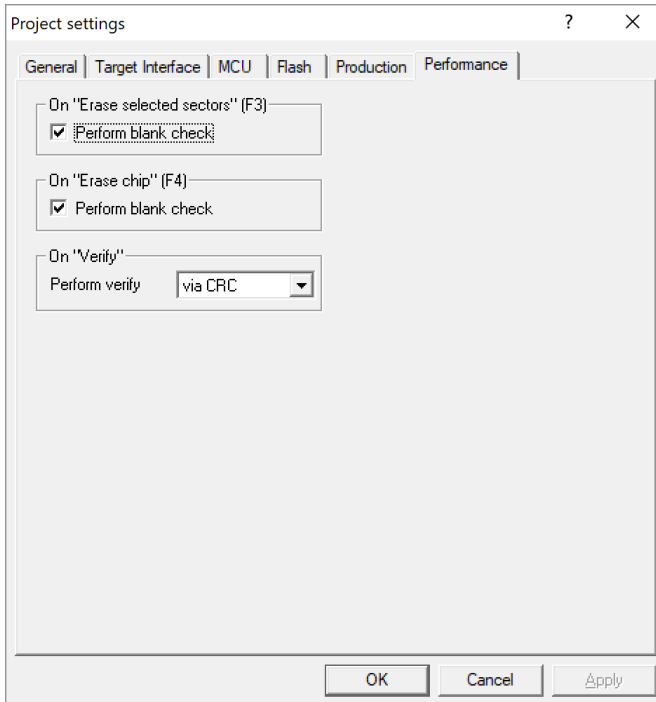 Project settings ?
General Target Interface MCU Flash Production Performance
On "Erase selected sectors" (F3)
Perform blank check
On "Erase chip" (F4)
Perform blank check
On "Verify"
Perform verify via CRC
OK Cancel Apply